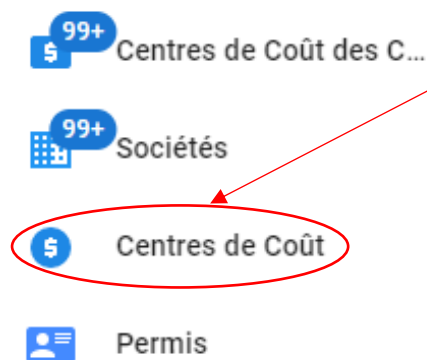 99+
Centres de Coût des C...
99+
Sociétés
$ Centres de Coût
Permis